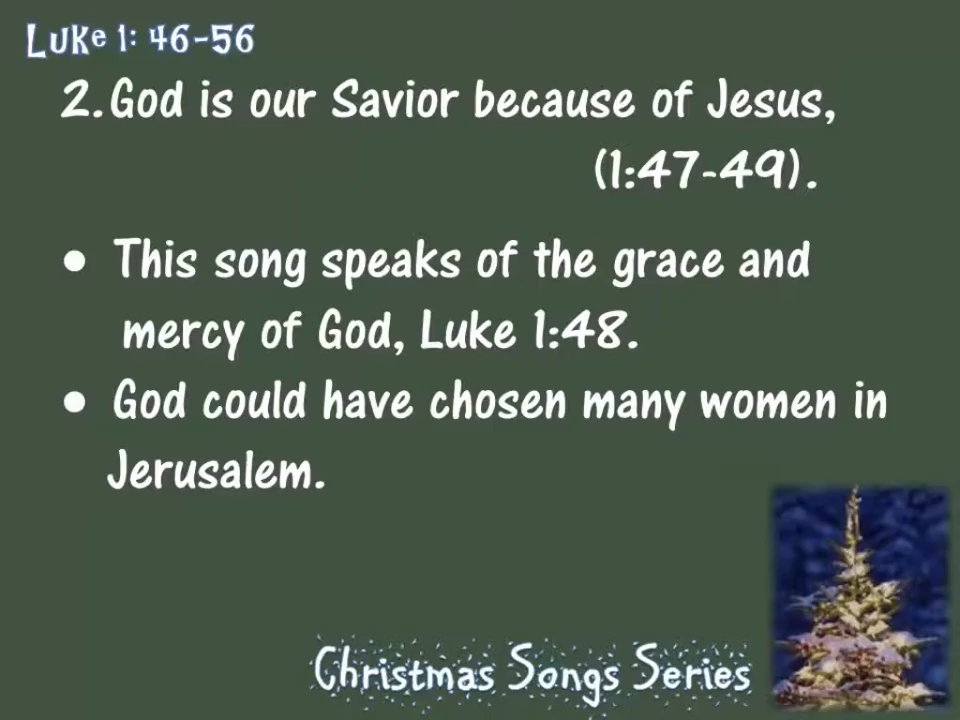 Luke 1: 46-56
2. God is our Savior because of Jesus,
(1:47-49).
• This song speaks of the grace and
mercy of God, Luke 1:48.
• God could have chosen many women in
Jerusalem.
Christmas Songs Series